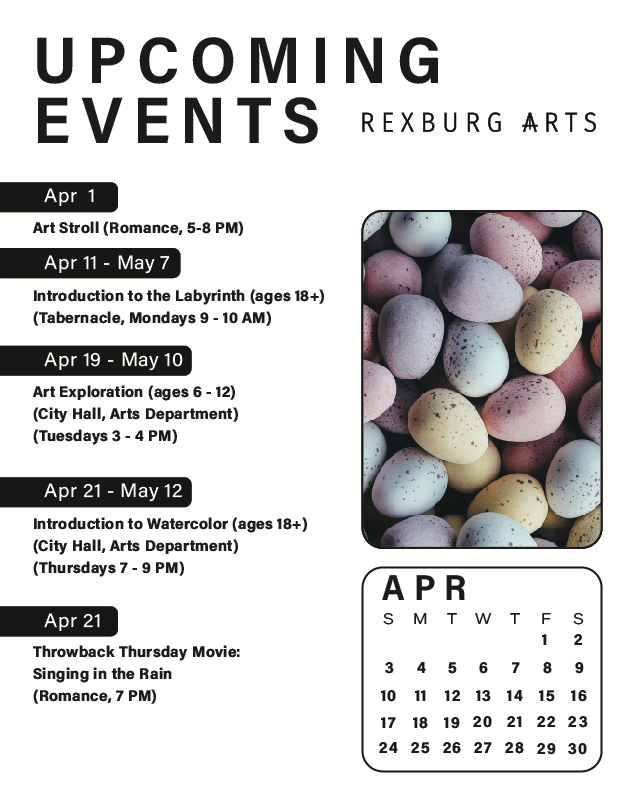 UPCOMING
EVENTS
REXBURG ARTS
Apr 1
Art Stroll (Romance, 5-8 PM)
Apr 11 - May 7
Introduction to the Labyrinth (ages 18+)
(Tabernacle, Mondays 9 - 10 AM)
Apr 19 - May 10
Art Exploration (ages 6 - 12)
(City Hall, Arts Department)
(Tuesdays 3 - 4 PM)
Apr 21 - May 12
Introduction to Watercolor (ages 18+)
(City Hall, Arts Department)
(Thursdays 7 - 9 PM)
Apr 21
Throwback Thursday Movie:
Singing in the Rain
(Romance, 7 PM)
APR
S M T W T F S
1 2
3 4 5 6 7 8 9
10 11 12 13 14 15 16
17 18 19 20 21 22 23
24 25 26 27 28 29 30